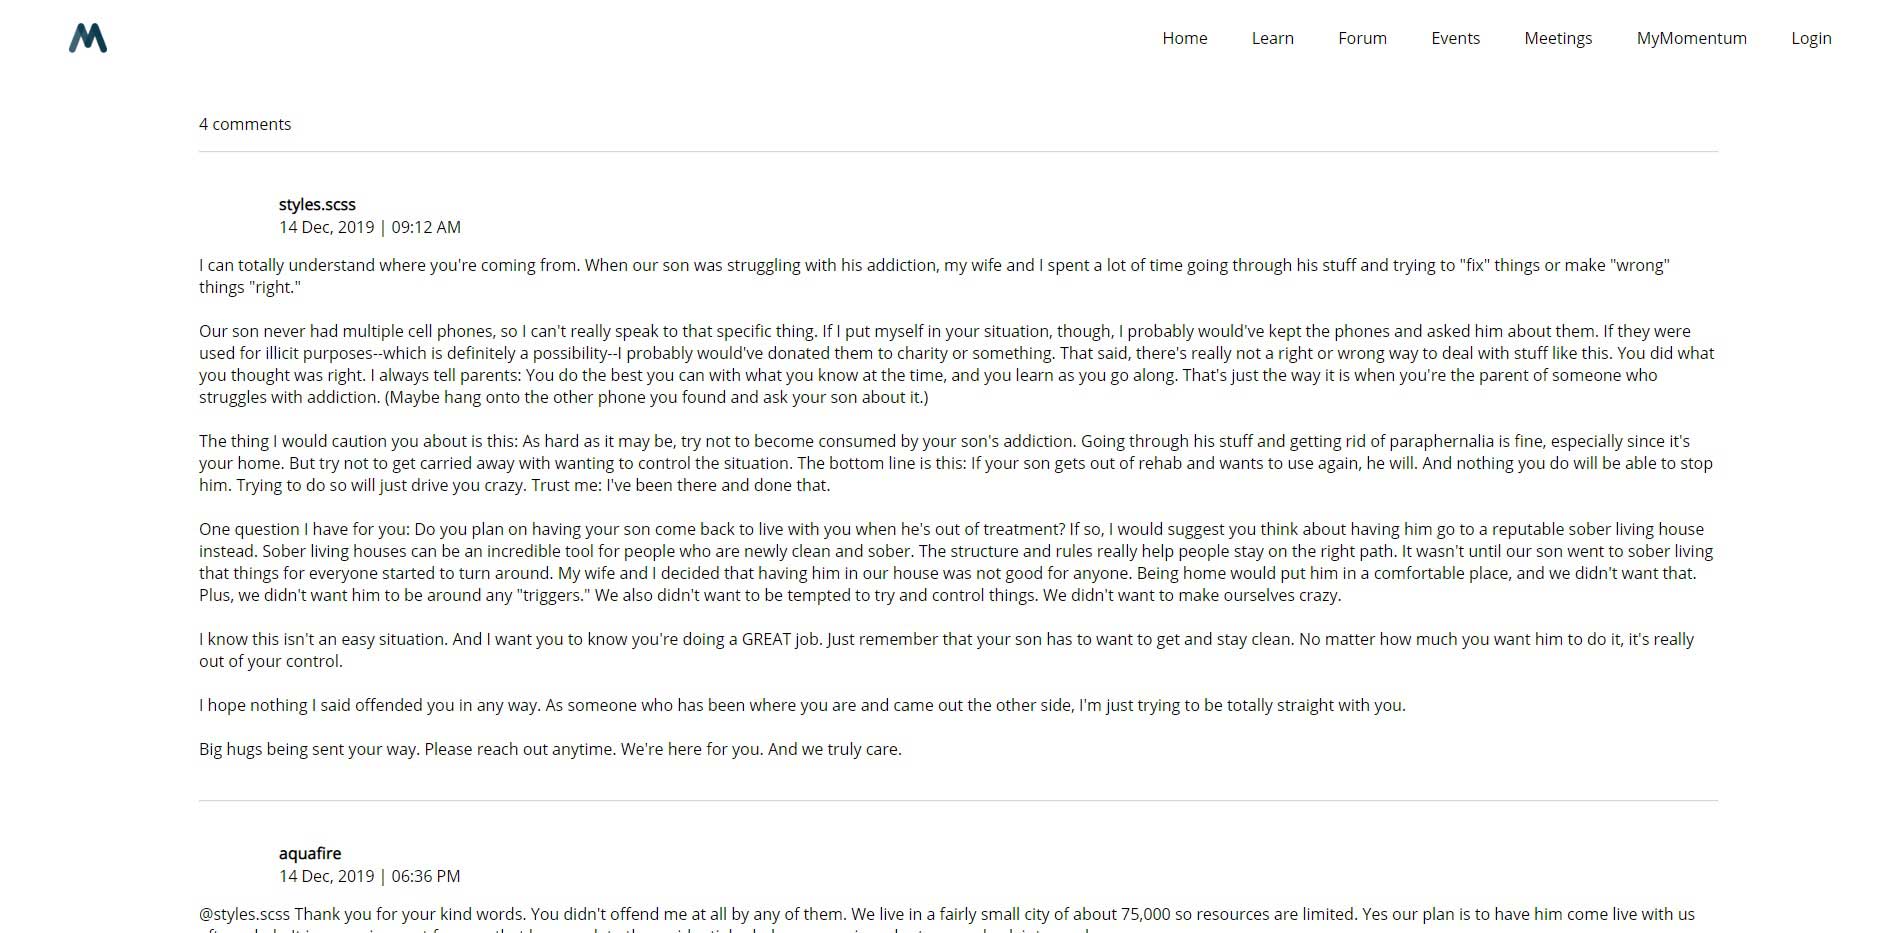 M
Home Learn Forum Events Meetings MyMomentum Login
4 comments
styles.scss
14 Dec, 2019 | 09:12 AM
I can totally understand where you're coming from. When our son was struggling with his addiction, my wife and I spent a lot of time going through his stuff and trying to "fix" things or make "wrong"
things "right."
Our son never had multiple cell phones, so I can't really speak to that specific thing. If I put myself in your situation, though, I probably would've kept the phones and asked him about them. If they were
used for illicit purposes--which is definitely a possibility--I probably would've donated them to charity or something. That said, there's really not a right or wrong way to deal with stuff like this. You did what
you thought was right. I always tell parents: You do the best you can with what you know at the time, and you learn as you go along. That's just the way it is when you're the parent of someone who
struggles with addiction. (Maybe hang onto the other phone you found and ask your son about it.)
The thing I would caution you about is this: As hard as it may be, try not to become consumed by your son's addiction. Going through his stuff and getting rid of paraphernalia is fine, especially since it's
your home. But try not to get carried away with wanting to control the situation. The bottom line is this: If your son gets out of rehab and wants to use again, he will. And nothing you do will be able to stop
him. Trying to do so will just drive you crazy. Trust me: I've been there and done that.
One question I have for you: Do you plan on having your son come back to live with you when he's out of treatment? If so, I would suggest you think about having him go to a reputable sober living house
instead. Sober living houses can be an incredible tool for people who are newly clean and sober. The structure and rules really help people stay on the right path. It wasn't until our son went to sober living
that things for everyone started to turn around. My wife and I decided that having him in our house was not good for anyone. Being home would put him in a comfortable place, and we didn't want that.
Plus, we didn't want him to be around any "triggers." We also didn't want to be tempted to try and control things. We didn't want to make ourselves crazy.
I know this isn't an easy situation. And I want you to know you're doing a GREAT job. Just remember that your son has to want to get and stay clean. No matter how much you want him to do it, it's really
out of your control.
I hope nothing I said offended you in any way. As someone who has been where you are and came out the other side, I'm just trying to be totally straight with you.
Big hugs being sent your way. Please reach out anytime. We're here for you. And we truly care.
aquafire
14 Dec, 2019 | 06:36 PM
@styles.scss Thank you for your kind words. You didn't offend me at all by any of them. We live in a fairly small city of about 75,000 so resources are limited. Yes our plan is to have him come live with us